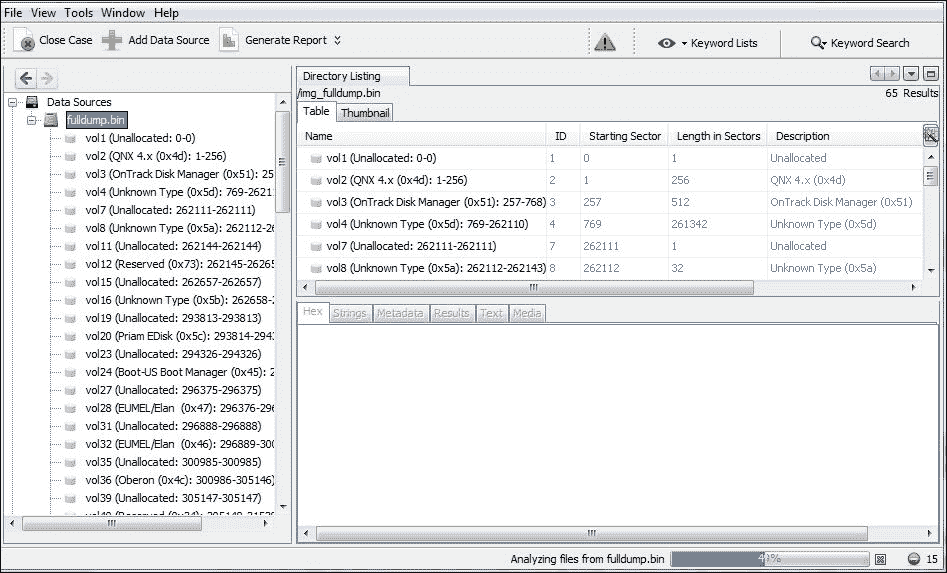 File View Tools Window Help
Close Case Add Data Source Generate Report Keyword Lists Keyword Search
Data Sources
fulldump.bin
vol1 (Unallocated: 0-0)
vol2 (QNX 4.x (0x4d): 1-256)
vol3 (OnTrack Disk Manager (0x51): 25
vol4 (Unknown Type (0x5d): 769-2621
vol7 (Unallocated: 262111-262111)
vol8 (Unknown Type (0x5a): 262112-26
vol11 (Unallocated: 262144-262144)
vol12 (Reserved (0x73): 262145-26265
vol15 (Unallocated: 262657-262657)
vol16 (Unknown Type (0x5b): 262658-2
vol19 (Unallocated: 293813-293813)
vol20 (Priam EDisk (0x5c): 293814-294
vol23 (Unallocated: 294326-294326)
vol24 (Boot-US Boot Manager (0x45): 2
vol27 (Unallocated: 296375-296375)
vol28 (EUMEL/Elan (0x47): 296376-296
vol31 (Unallocated: 296888-296888)
vol32 (EUMEL/Elan (0x46): 296889-300
vol35 (Unallocated: 300985-300985)
vol36 (Oberon (0x4c): 300986-305146)
vol39 (Unallocated: 305147-305147)
Directory Listing
/img_fulldump.bin 65 Results
Table Thumbnail
Name ID Starting Sector Length in Sectors Description
vol1 (Unallocated: 0-0) 1 0 1 Unallocated
vol2 (QNX 4.x (0x4d): 1-256) 2 1 256 QNX 4.x (0x4d)
vol3 (OnTrack Disk Manager (0x51): 257-768) 3 257 512 OnTrack Disk Manager (0x51)
vol4 (Unknown Type (0x5d): 769-262110) 4 769 261342 Unknown Type (0x5d)
vol7 (Unallocated: 262111-262111) 7 262111 1 Unallocated
vol8 (Unknown Type (0x5a): 262112-262143) 8 262112 32 Unknown Type (0x5a)
Hex Strings Metadata Results Text Media
Analyzing files from fulldump.bin 15